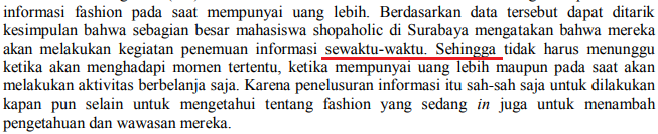 informasi fashion pada saat mempunyai uang lebih. Berdasarkan data tersebut dapat ditarik
kesimpulan bahwa sebagian besar mahasiswa shopaholic di Surabaya mengatakan bahwa mereka
akan melakukan kegiatan penemuan informasi sewaktu-waktu. Sehingga tidak harus menunggu
ketika akan menghadapi momen tertentu, ketika mempunyai uang lebih maupun pada saat akan
melakukan aktivitas berbelanja saja. Karena penelusuran informasi itu sah-sah saja untuk dilakukan
kapan pun selain untuk mengetahui tentang fashion yang sedang in juga untuk menambah
pengetahuan dan wawasan mereka.